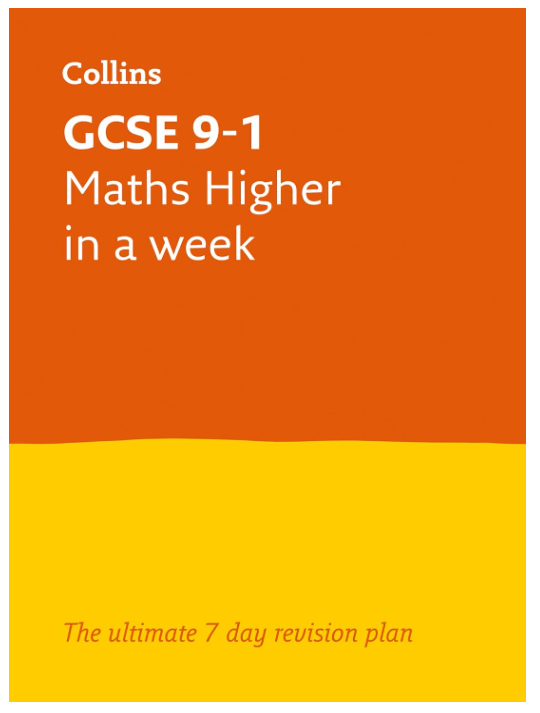 Collins
GCSE 9-1
Maths Higher
in a week
The ultimate 7 day revision plan